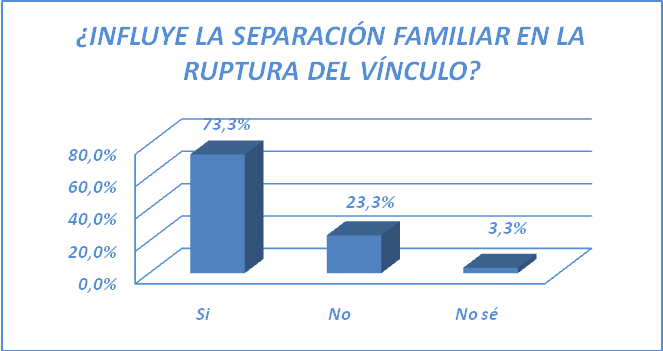 ¿INFLUYE LA SEPARACIÓN FAMILIAR EN LA
RUPTURA DEL VÍNCULO?
73,3%
80,0%
60,0%
23,3%
40,0%
3,3%
20,0%
0,0%
Si No No sé